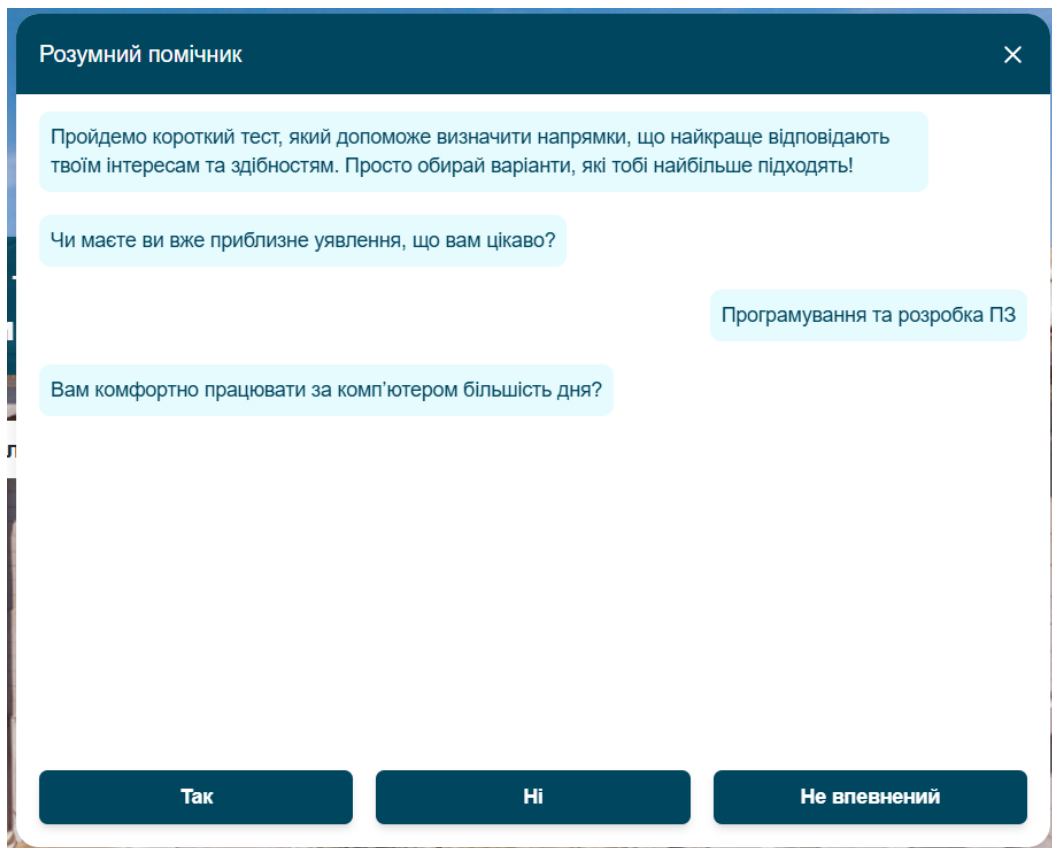 Розумний помічник
Пройдемо короткий тест, який допоможе визначити напрямки, що найкраще відповідають
твоїм інтересам та здібностям. Просто обирай варіанти, які тобі найбільше підходять!
Чи маєте ви вже приблизне уявлення, що вам цікаво?
Програмування та розробка ПЗ
Вам комфортно працювати за комп'ютером більшість дня?
Так
Ні
Не впевнений